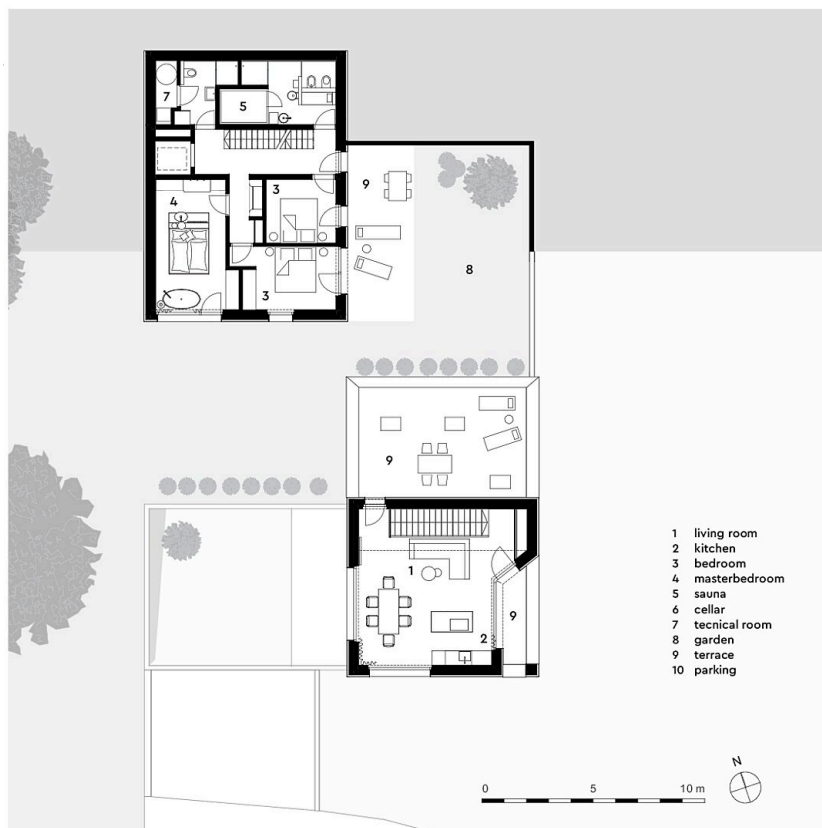 7
5
9
3
4
8
3
9
1
9
2
1 living room
2 kitchen
3 bedroom
4 masterbedroom
5 sauna
6 cellar
7 tecnical room
8 garden
9 terrace
10 parking
N
0 5 10 m